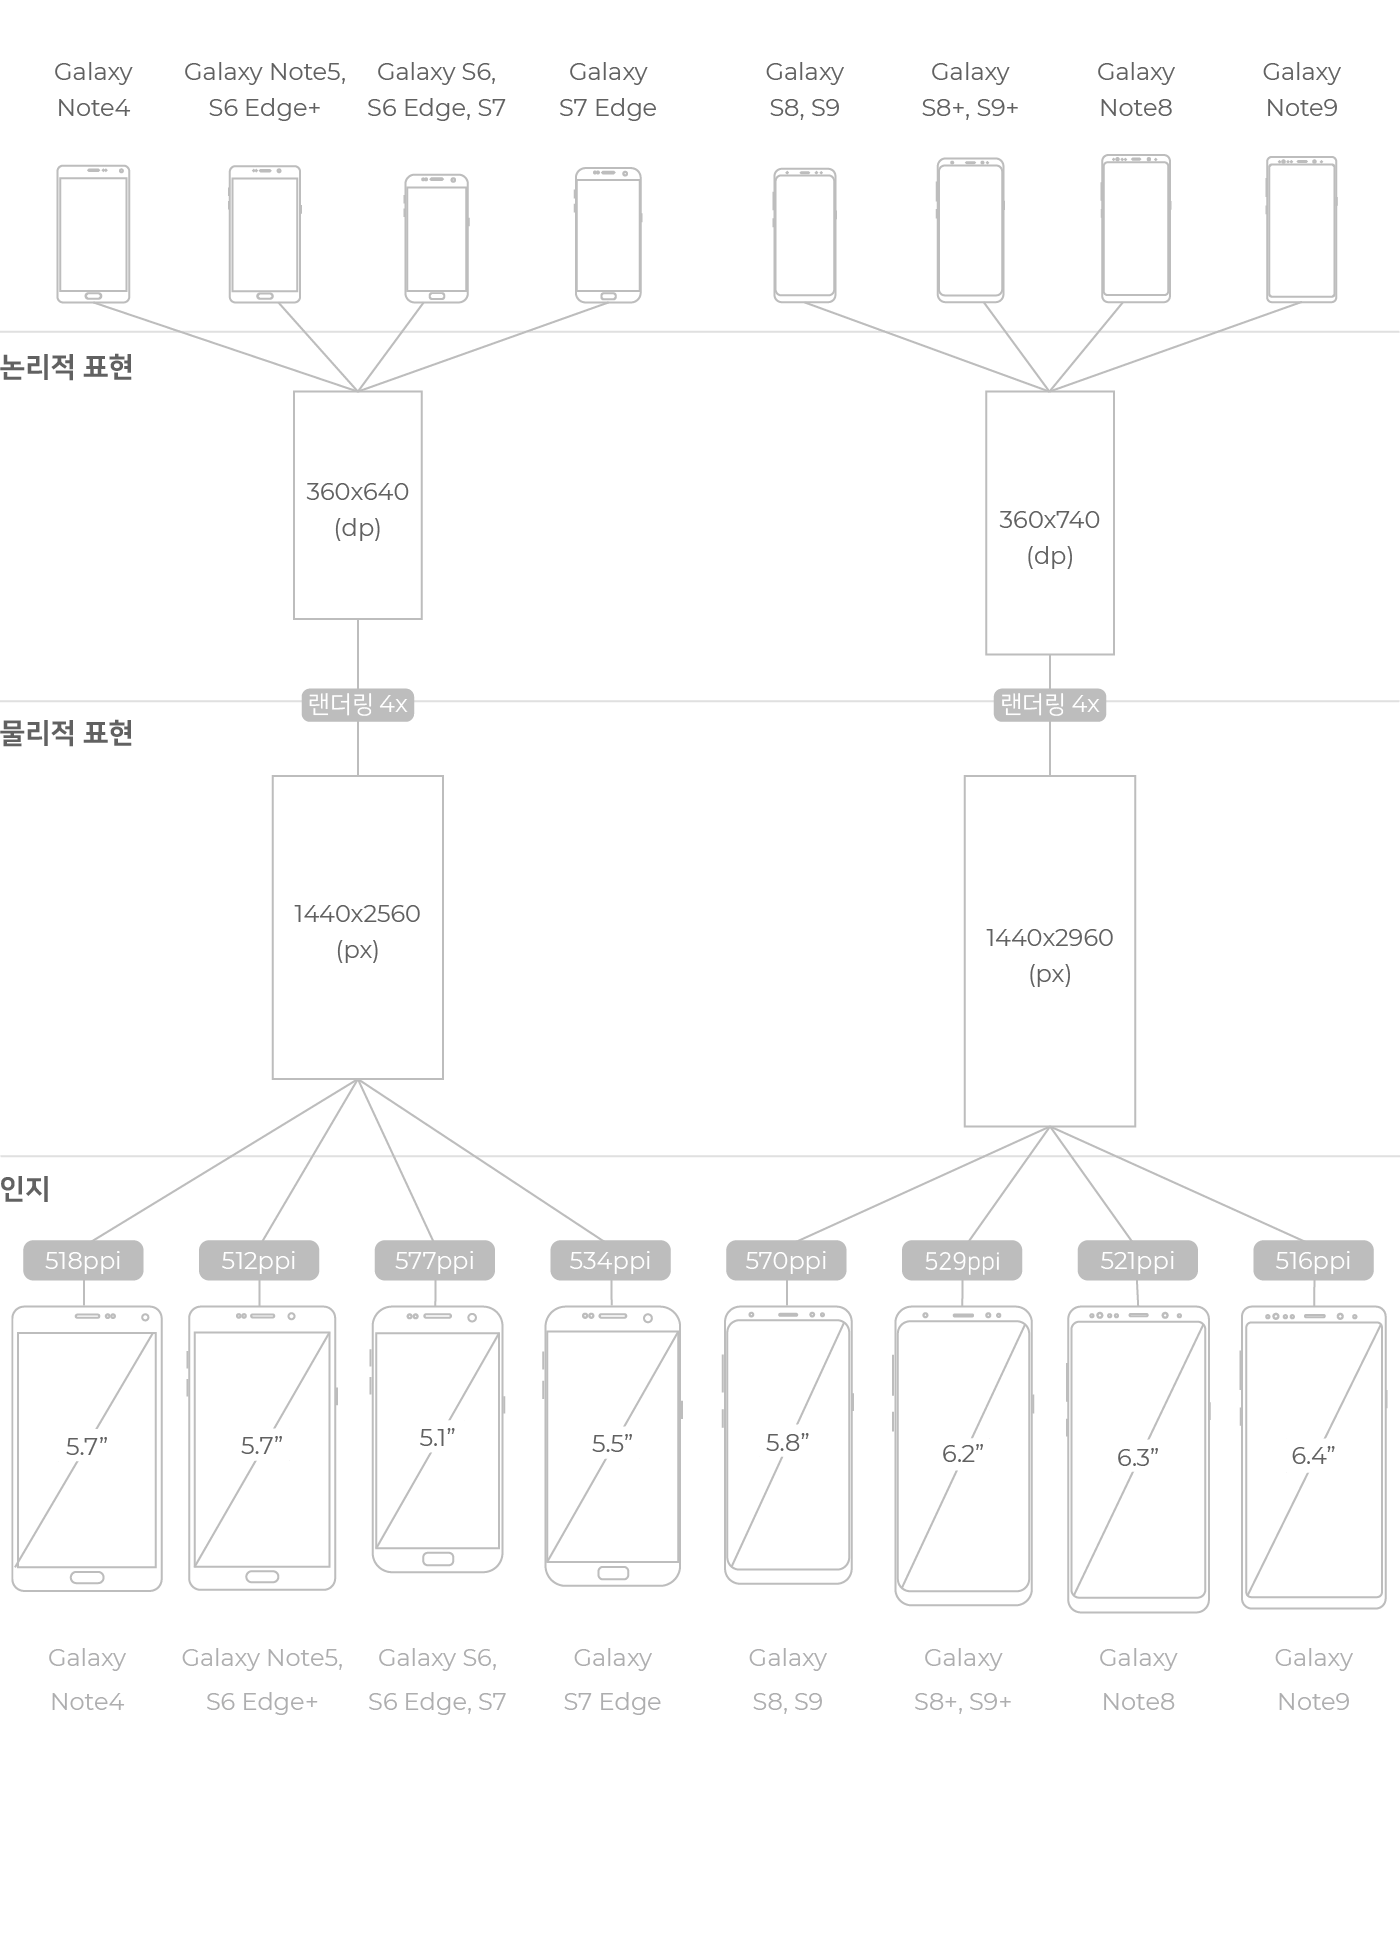 Galaxy
Note4
Galaxy Note5,
S6 Edge+
Galaxy S6,
S6 Edge, S7
Galaxy
S7 Edge
Galaxy
S8, S9
Galaxy
S8+, S9+
Galaxy
Note8
Galaxy
Note9
논리적 표현
360x640
(dp)
360x740
(dp)
랜더링 4x
랜더링 4x
물리적 표현
1440x2560
(px)
1440x2960
(px)
인지
518ppi
512ppi
577ppi
534ppi
570ppi
529ppi
521ppi
516ppi
5.7”
5.7”
5.1”
5.5”
5.8”
6.2”
6.3”
6.4”
Galaxy
Note4
Galaxy Note5,
S6 Edge+
Galaxy S6,
S6 Edge, S7
Galaxy
S7 Edge
Galaxy
S8, S9
Galaxy
S8+, S9+
Galaxy
Note8
Galaxy
Note9